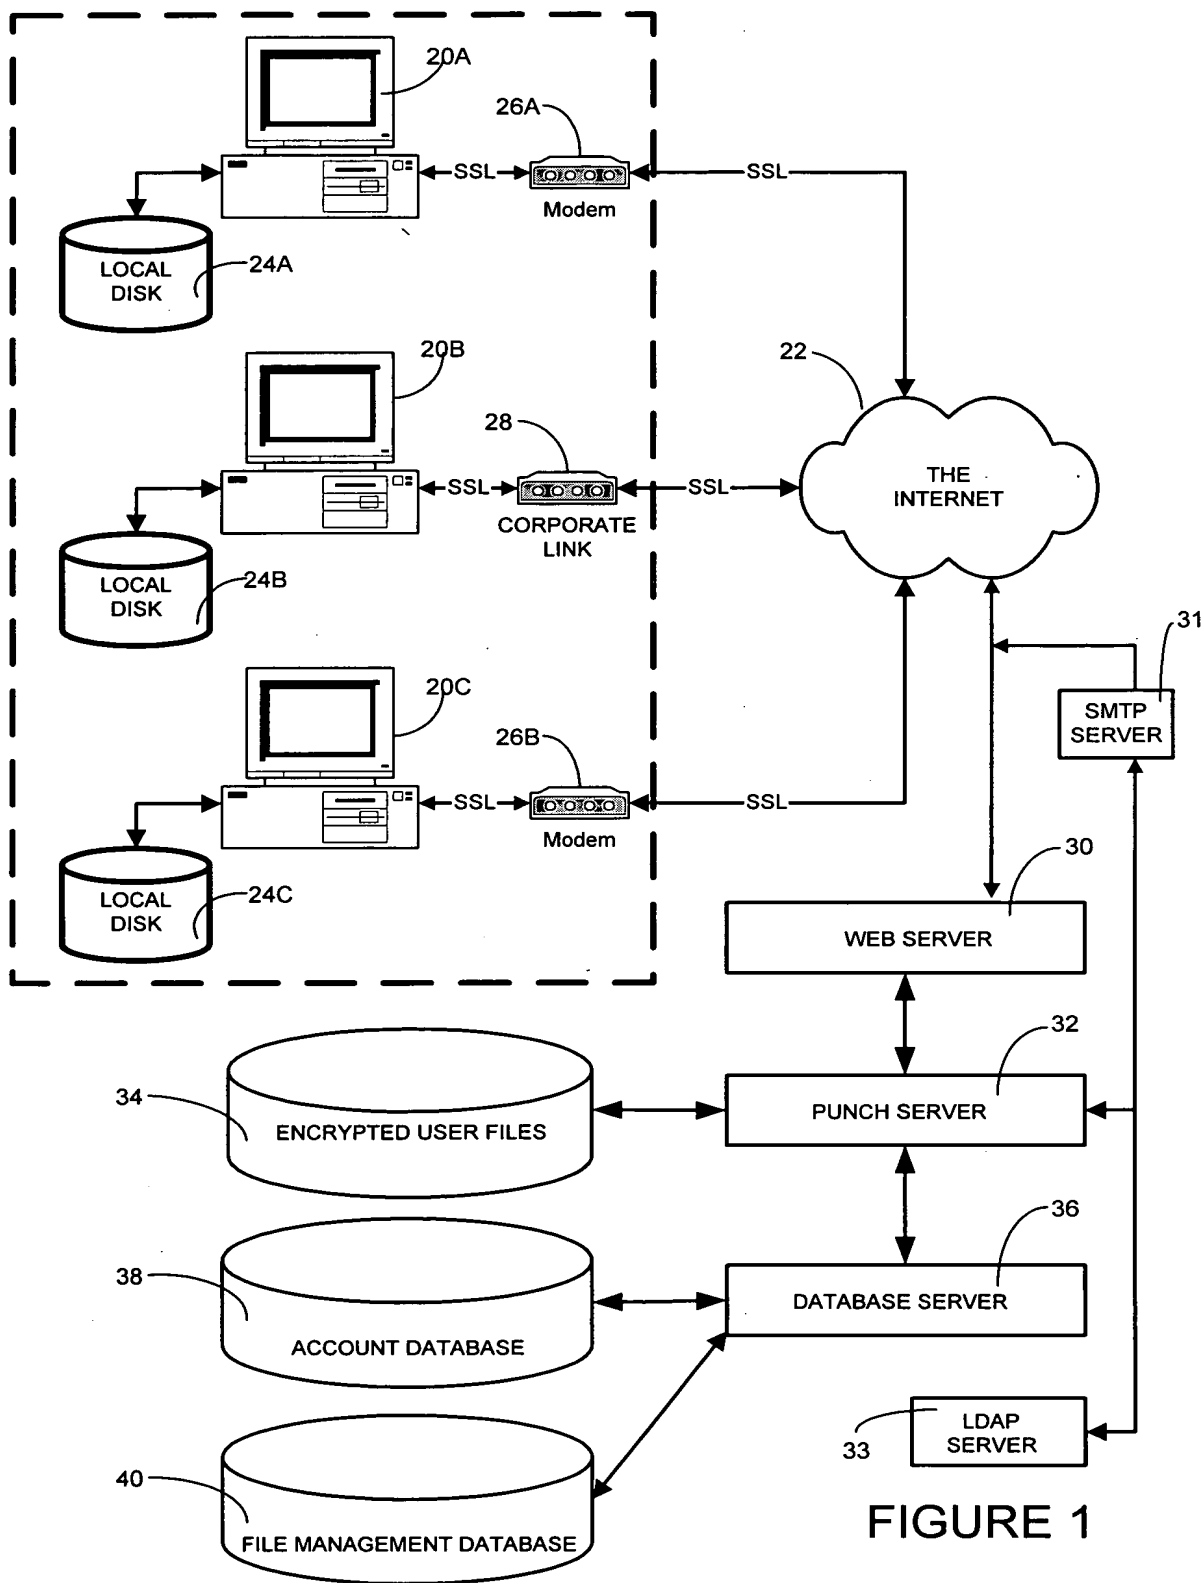 20A
26A
SSL
SSL
Modem
LOCAL
DISK
24A
20B
22
28
THE
INTERNET
SSL
SSL
CORPORATE
LINK
LOCAL
DISK
24B
31
20C
SMTP
SERVER
26B
SSL
SSL
Modem
30
LOCAL
DISK
24C
WEB SERVER
32
34
PUNCH SERVER
ENCRYPTED USER FILES
36
38
DATABASE SERVER
ACCOUNT DATABASE
LDAP
SERVER
33
40
FILE MANAGEMENT DATABASE
FIGURE 1